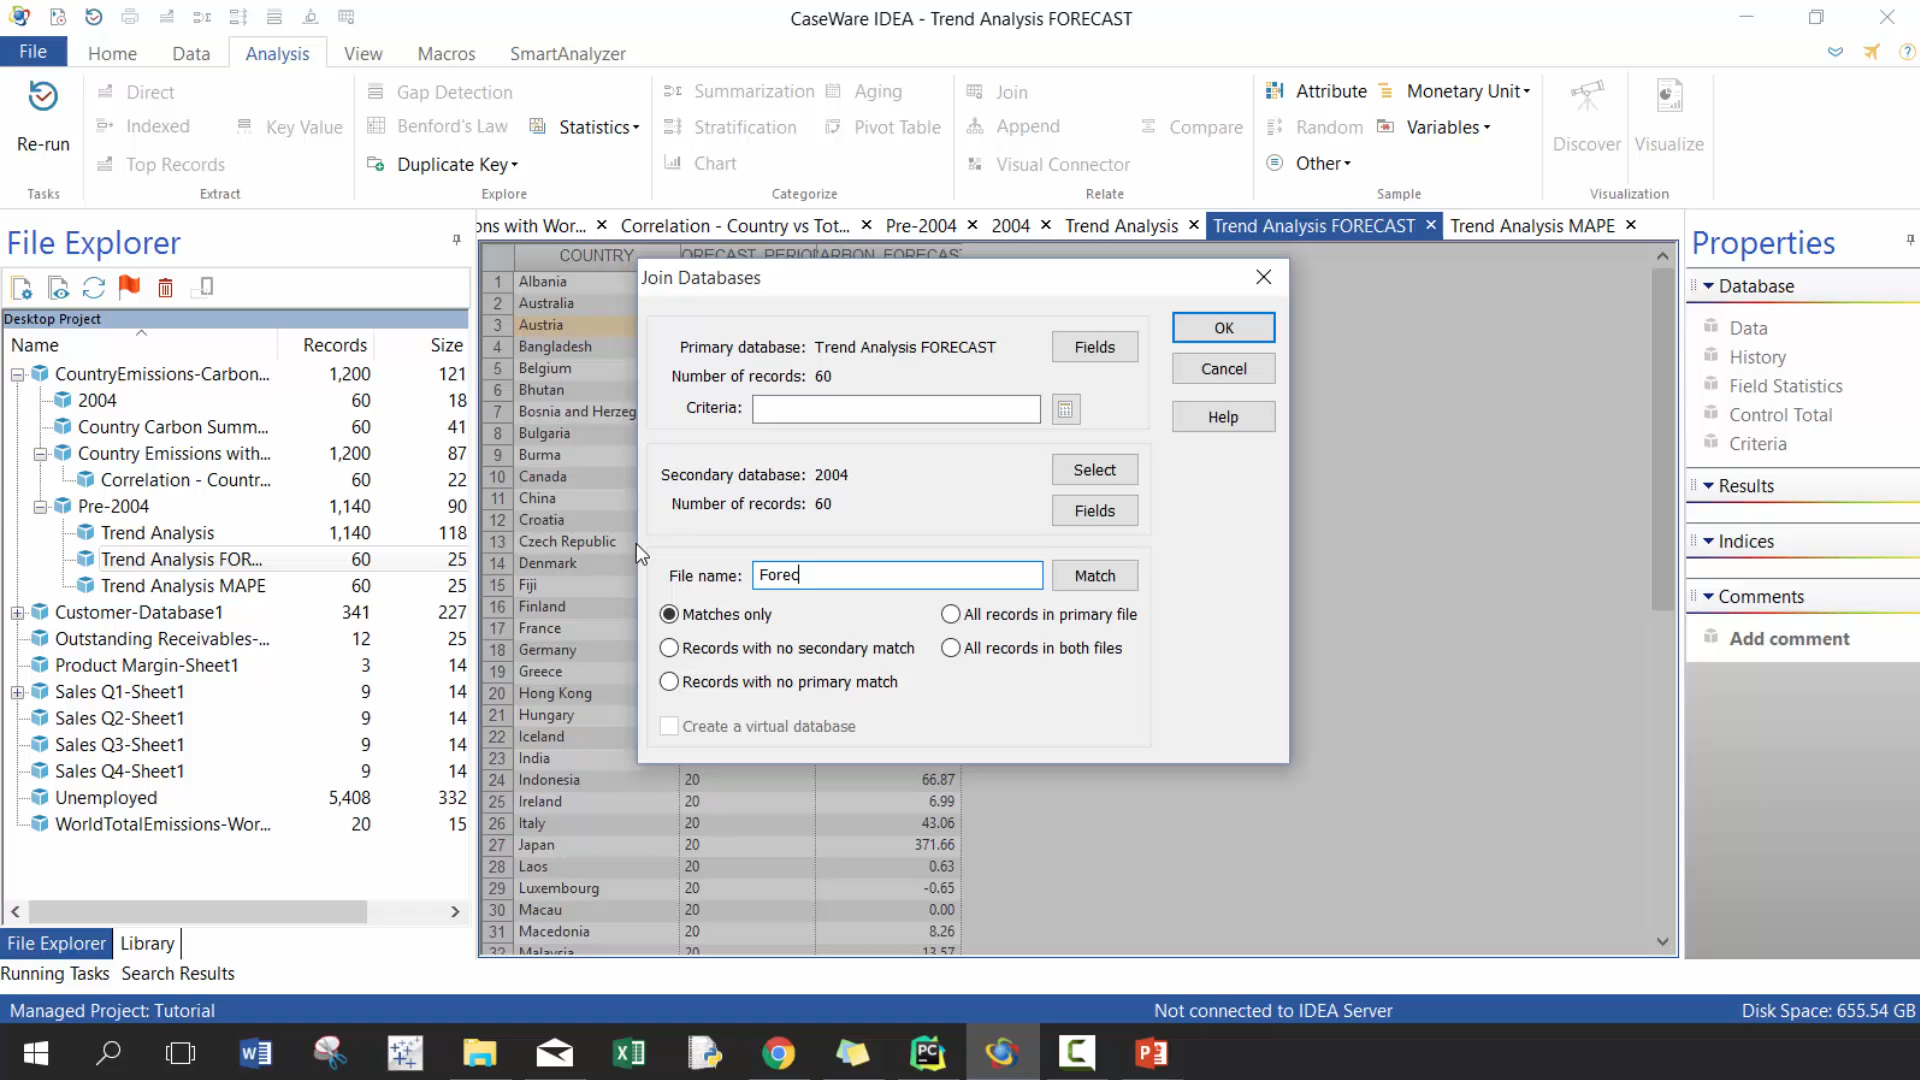 CaseWare IDEA - Trend Analysis FORECAST
File
Home
Data
Analysis
View
Macros
SmartAnalyzer
Re-run
Tasks
Direct
Indexed
Key Value
Top Records
Extract
Gap Detection
Benford's Law
Statistics
Duplicate Key
Explore
Summarization
Aging
Stratification
Pivot Table
Chart
Categorize
Join
Append
Compare
Visual Connector
Relate
Attribute
Monetary Unit
Random
Variables
Other
Sample
Discover
Visualize
Visualization
File Explorer
Desktop Project
Name Records Size
CountryEmissions-Carbon... 1,200 121
2004 60 18
Country Carbon Summ... 60 41
Country Emissions with... 1,200 87
Correlation - Countr... 60 22
Pre-2004 1,140 90
Trend Analysis 1,140 118
Trend Analysis FOR... 60 25
Trend Analysis MAPE 60 25
Customer-Database1 341 227
Outstanding Receivables-... 12 25
Product Margin-Sheet1 3 14
Sales Q1-Sheet1 9 14
Sales Q2-Sheet1 9 14
Sales Q3-Sheet1 9 14
Sales Q4-Sheet1 9 14
Unemployed 5,408 332
WorldTotalEmissions-Wor... 20 15
File Explorer
Library
Running Tasks
Search Results
ons with Wor...
Correlation - Country vs Tot...
Pre-2004
2004
Trend Analysis
Trend Analysis FORECAST
Trend Analysis MAPE
COUNTRY
1 Albania
2 Australia
3 Austria
4 Bangladesh
5 Belgium
6 Bhutan
7 Bosnia and Herzeg
8 Bulgaria
9 Burma
10 Canada
11 China
12 Croatia
13 Czech Republic
14 Denmark
15 Fiji
16 Finland
17 France
18 Germany
19 Greece
20 Hong Kong
21 Hungary
22 Iceland
23 India
24 Indonesia 20 66.87
25 Ireland 20 6.99
26 Italy 20 43.06
27 Japan 20 371.66
28 Laos 20 0.63
29 Luxembourg 20 -0.65
30 Macau 20 0.00
31 Macedonia 20 8.26
32 Malaysia 20 13.57
Join Databases
Primary database: Trend Analysis FORECAST
Fields
Number of records: 60
Criteria:
Secondary database: 2004
Select
Number of records: 60
Fields
File name: Forec
Match
Matches only
All records in primary file
Records with no secondary match
All records in both files
Records with no primary match
Create a virtual database
OK
Cancel
Help
Properties
Database
Data
History
Field Statistics
Control Total
Criteria
Results
Indices
Comments
Add comment
Managed Project: Tutorial
Not connected to IDEA Server
Disk Space: 655.54 GB